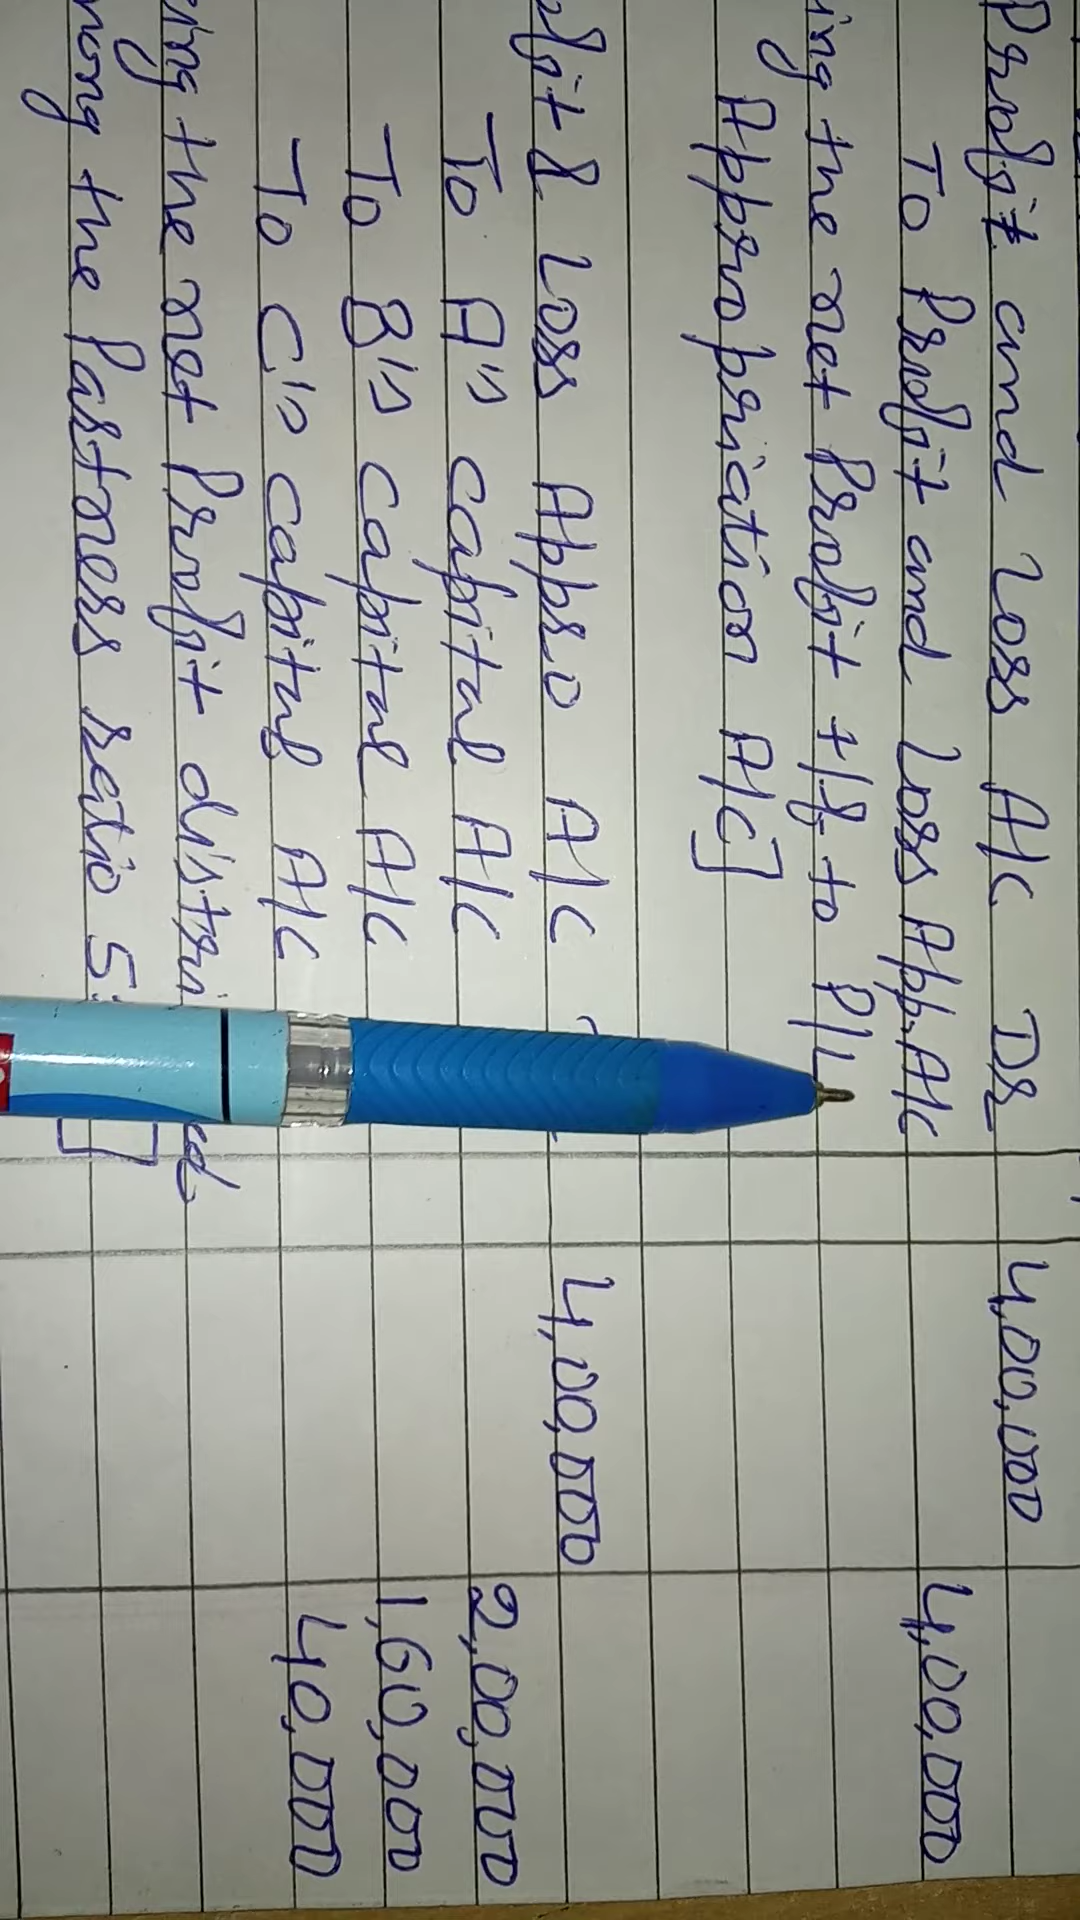 Profit and Loss A/c Dr 4,00,000
To Profit and Loss App. A/c 4,00,000
ing the net Profit t/f to P/L
Appropriation A/c]
ofit & Loss Appro A/c 4,00,000
To A's capital A/c 2,00,000
To B's capital A/c 1,60,000
To C's capital A/c 40,000
ing the net Profit distri ed
mong the Partners ratio 5: ]